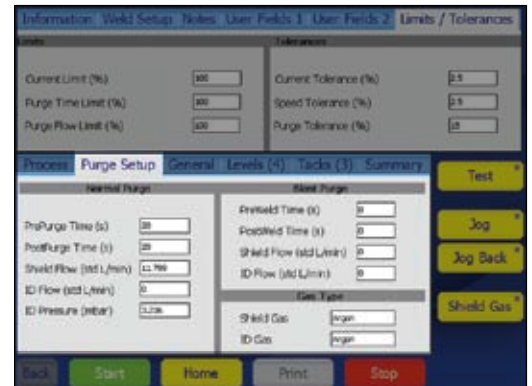 Information Weld Setup Notes User Fields 1 User Fields 2 Limits / Tolerances
Limits Tolerances
Current Limit (%) 100 Current Tolerance (%) 2.5
Purge Time Limit (%) 100 Speed Tolerance (%) 2.5
Purge Flow Limit (%) 100 Purge Tolerance (%) 15
Process Purge Setup General Levels (4) Tacks (3) Summary
Test
Normal Purge Blast Purge
PrePurge Time (s) 20 PreWeld Time (s) 0
PostPurge Time (s) 20 PostWeld Time (s) 0
Jog
Shield Flow (std L/min) 11.799 Shield Flow (std L/min) 0
Jog Back
ID Flow (std L/min) 0 ID Flow (std L/min) 0
ID Pressure (mbar) Gas Type
Shield Gas Argon
Shield Gas
ID Gas Argon
Back Start Home Print Stop